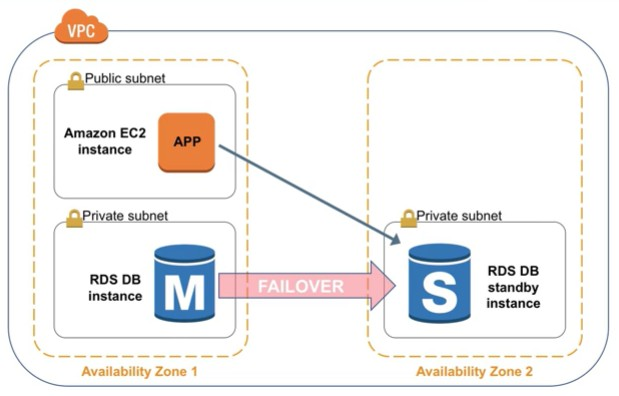 VPC
Public subnet
Amazon EC2
instance
APP
Private subnet
RDS DB
instance
M
FAILOVER
Private subnet
S
RDS DB
standby
instance
Availability Zone 1
Availability Zone 2